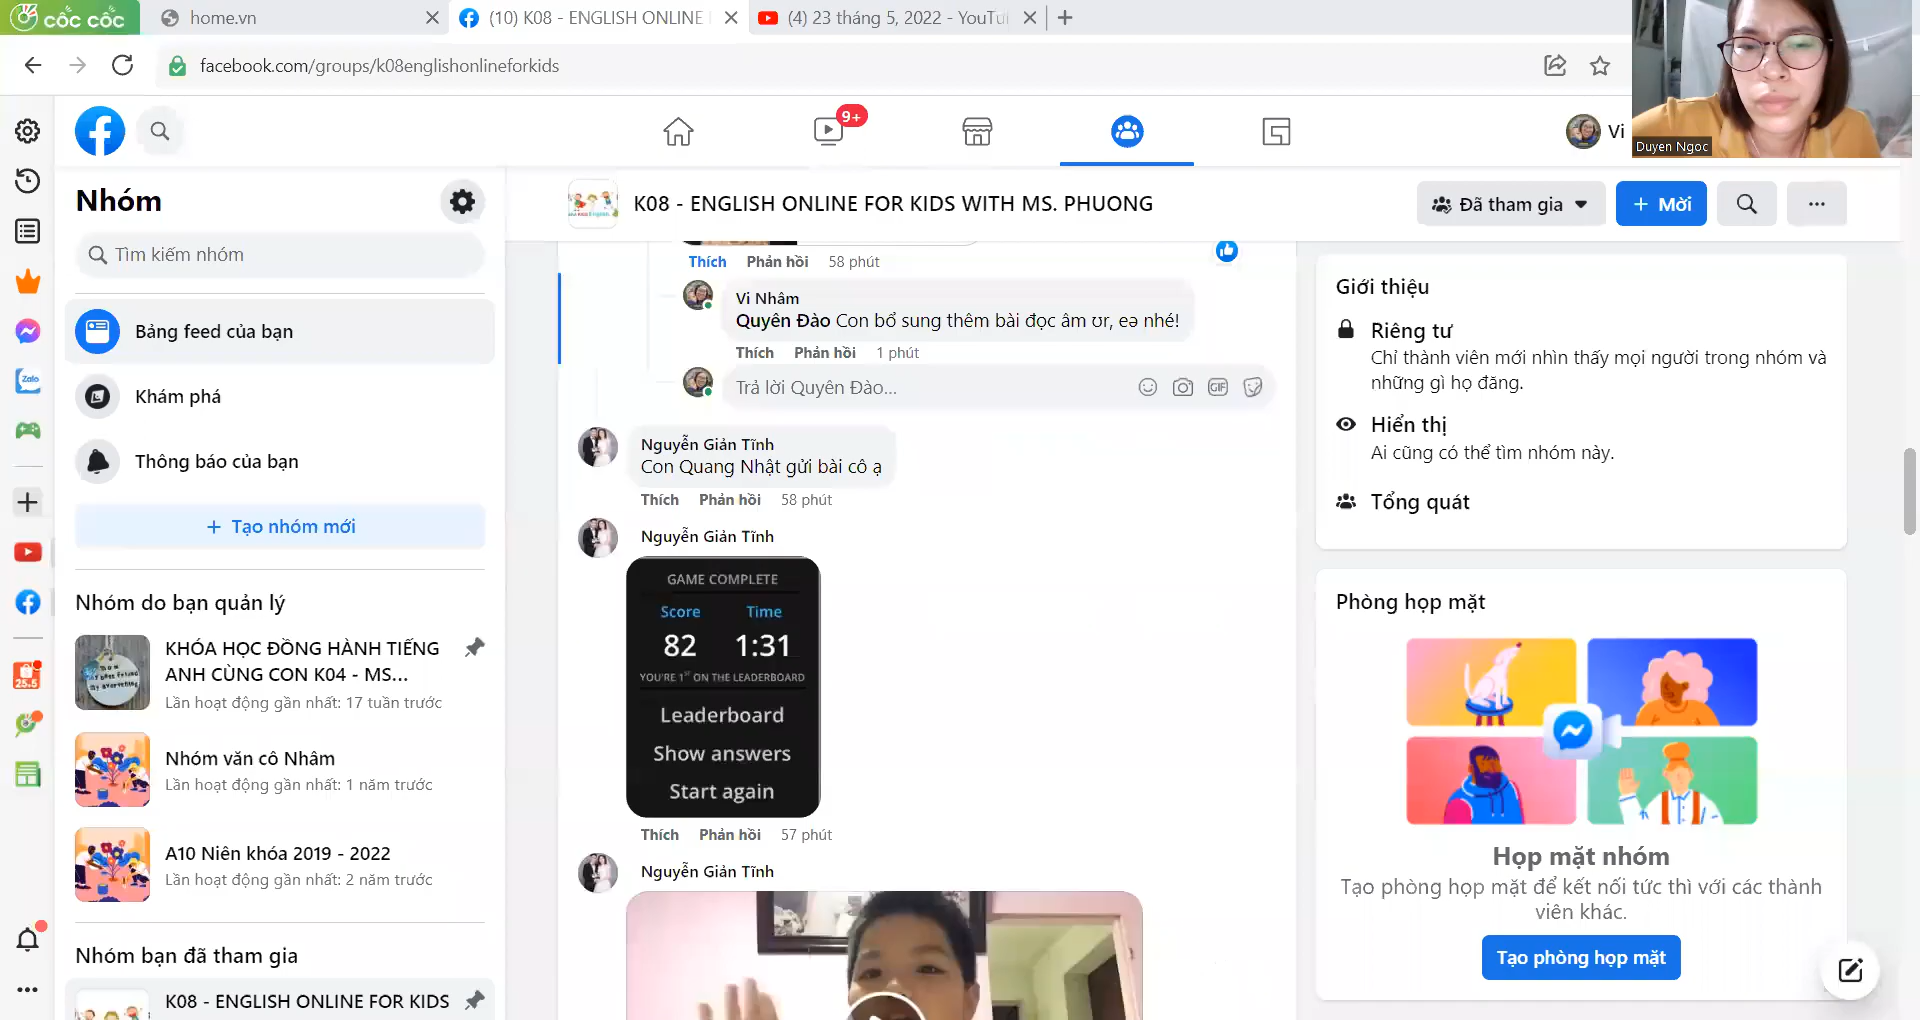 cốc cốc
home.vn
(10) K08 - ENGLISH ONLINE
(4) 23 tháng 5, 2022 - YouTu
facebook.com/groups/k08englishonlineforkids
9+
Vi
Duyen Ngoc
Nhóm
Tìm kiếm nhóm
Bảng feed của bạn
Khám phá
Thông báo của bạn
+ Tạo nhóm mới
Nhóm do bạn quản lý
KHÓA HỌC ĐỒNG HÀNH TIẾNG
ANH CÙNG CON K04 - MS...
Lần hoạt động gần nhất: 17 tuần trước
Nhóm văn cô Nhâm
Lần hoạt động gần nhất: 1 năm trước
A10 Niên khóa 2019 - 2022
Lần hoạt động gần nhất: 2 năm trước
Nhóm bạn đã tham gia
K08 - ENGLISH ONLINE FOR KIDS
Zalo
25.5
K08 - ENGLISH ONLINE FOR KIDS WITH MS. PHUONG
Đã tham gia
+ Mời
Thích Phản hồi 58 phút
Vi Nhâm
Quyên Đào Con bổ sung thêm bài đọc âm ʊr, eə nhé!
Thích Phản hồi 1 phút
Trả lời Quyên Đào...
GIF
Nguyễn Giản Tĩnh
Con Quang Nhật gửi bài cô ạ
Thích Phản hồi 58 phút
Nguyễn Giản Tĩnh
GAME COMPLETE
Score Time
82 1:31
YOU'RE 1ST ON THE LEADERBOARD
Leaderboard
Show answers
Start again
Thích Phản hồi 57 phút
Nguyễn Giản Tĩnh
Giới thiệu
Riêng tư
Chỉ thành viên mới nhìn thấy mọi người trong nhóm và
những gì họ đăng.
Hiển thị
Ai cũng có thể tìm nhóm này.
Tổng quát
Phòng họp mặt
Họp mặt nhóm
Tạo phòng họp mặt để kết nối tức thì với các thành
viên khác.
Tạo phòng họp mặt